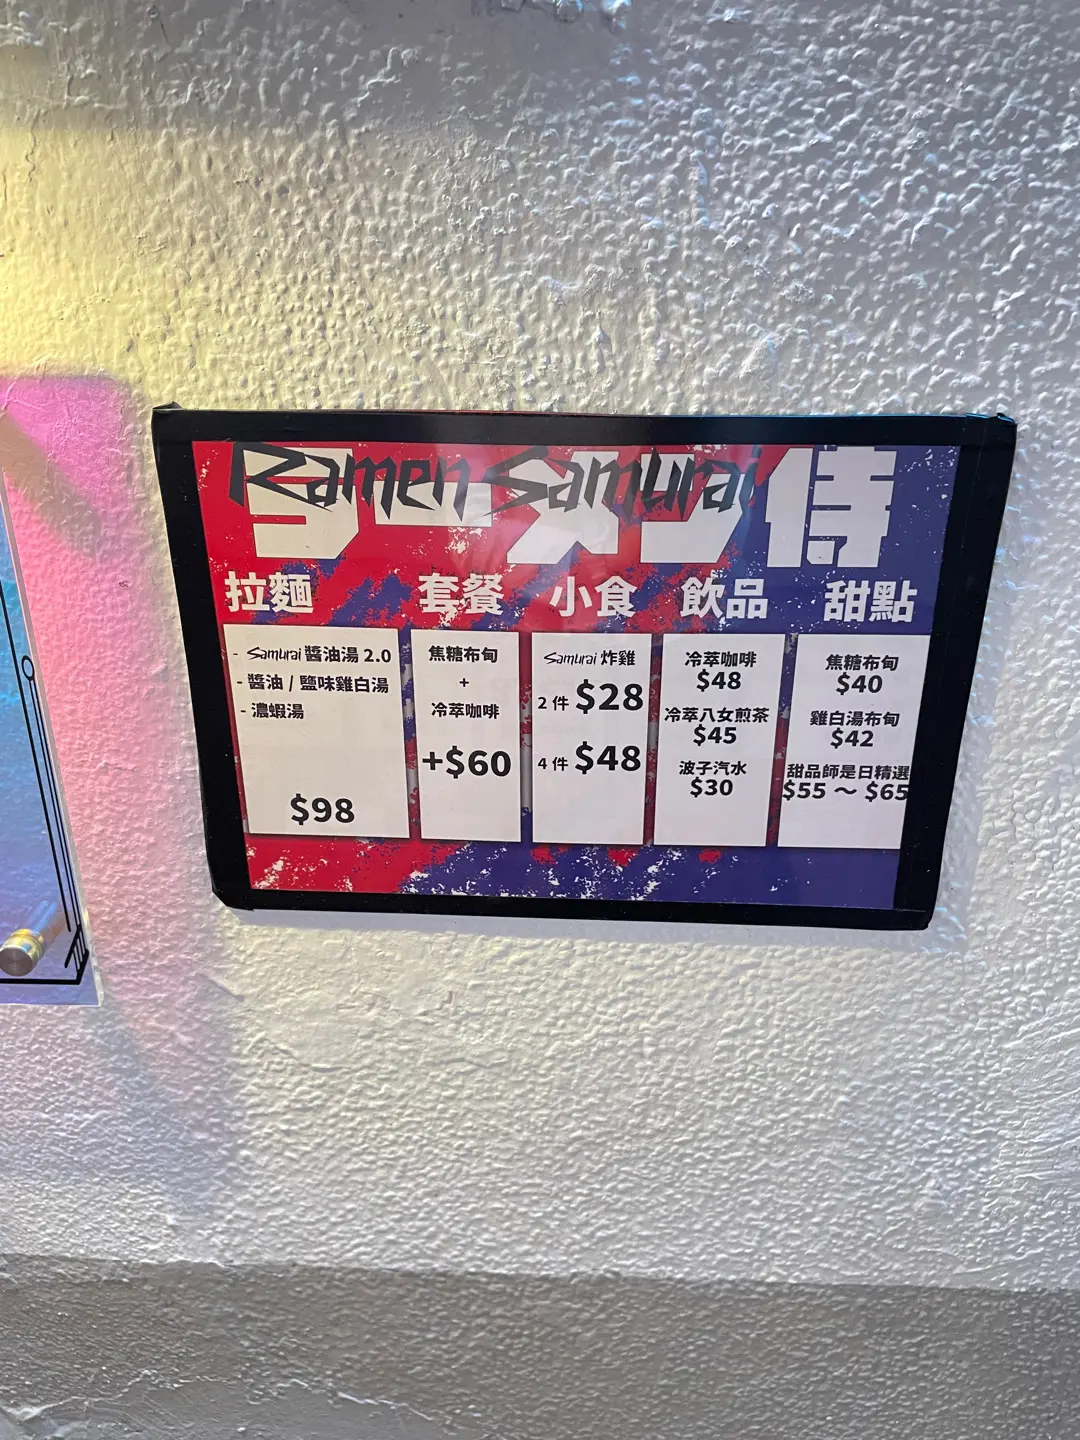 Ramen Samurai
ラーメン侍
拉麵
- Samurai 醬油湯 2.0
- 醬油 / 鹽味雞白湯
- 濃蝦湯
$98
套餐
焦糖布甸
+
冷萃咖啡
+$60
小食
Samurai 炸雞
2 件 $28
4 件 $48
飲品
冷萃咖啡
$48
冷萃八女煎茶
$45
波子汽水
$30
甜點
焦糖布甸
$40
雞白湯布甸
$42
甜品師是日精選
$55 ～ $65